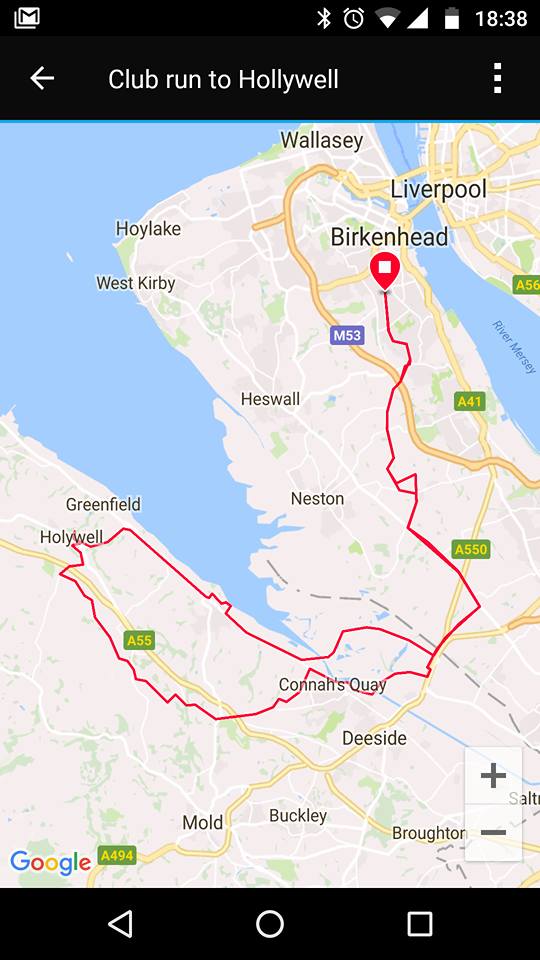 18:38
Club run to Hollywell
Wallasey
Liverpool
Hoylake
Birkenhead
West Kirby
A56
M53
River Mersey
Heswall
A41
Neston
Greenfield
Holywell
A550
A55
Connah's Quay
Deeside
+
Saltn
−
Mold
Buckley
Broughton
Google
A494